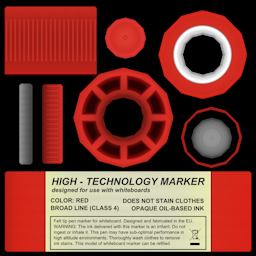 HIGH - TECHNOLOGY MARKER
designed for use with whiteboards
COLOR: RED DOES NOT STAIN CLOTHES
BROAD LINE (CLASS 4) OPAQUE OIL-BASED INK
Felt tip pen marker for whiteboard. Designed and fabricated in the EU.
WARNING: The ink delivered with this marker is an irritant. Do not
ingest or inhale it. This pen may have sub-optimal performance in
high altitude environments. Thoroughly wash clothes to remove
ink stains. This model of whiteboard marker can be refilled.